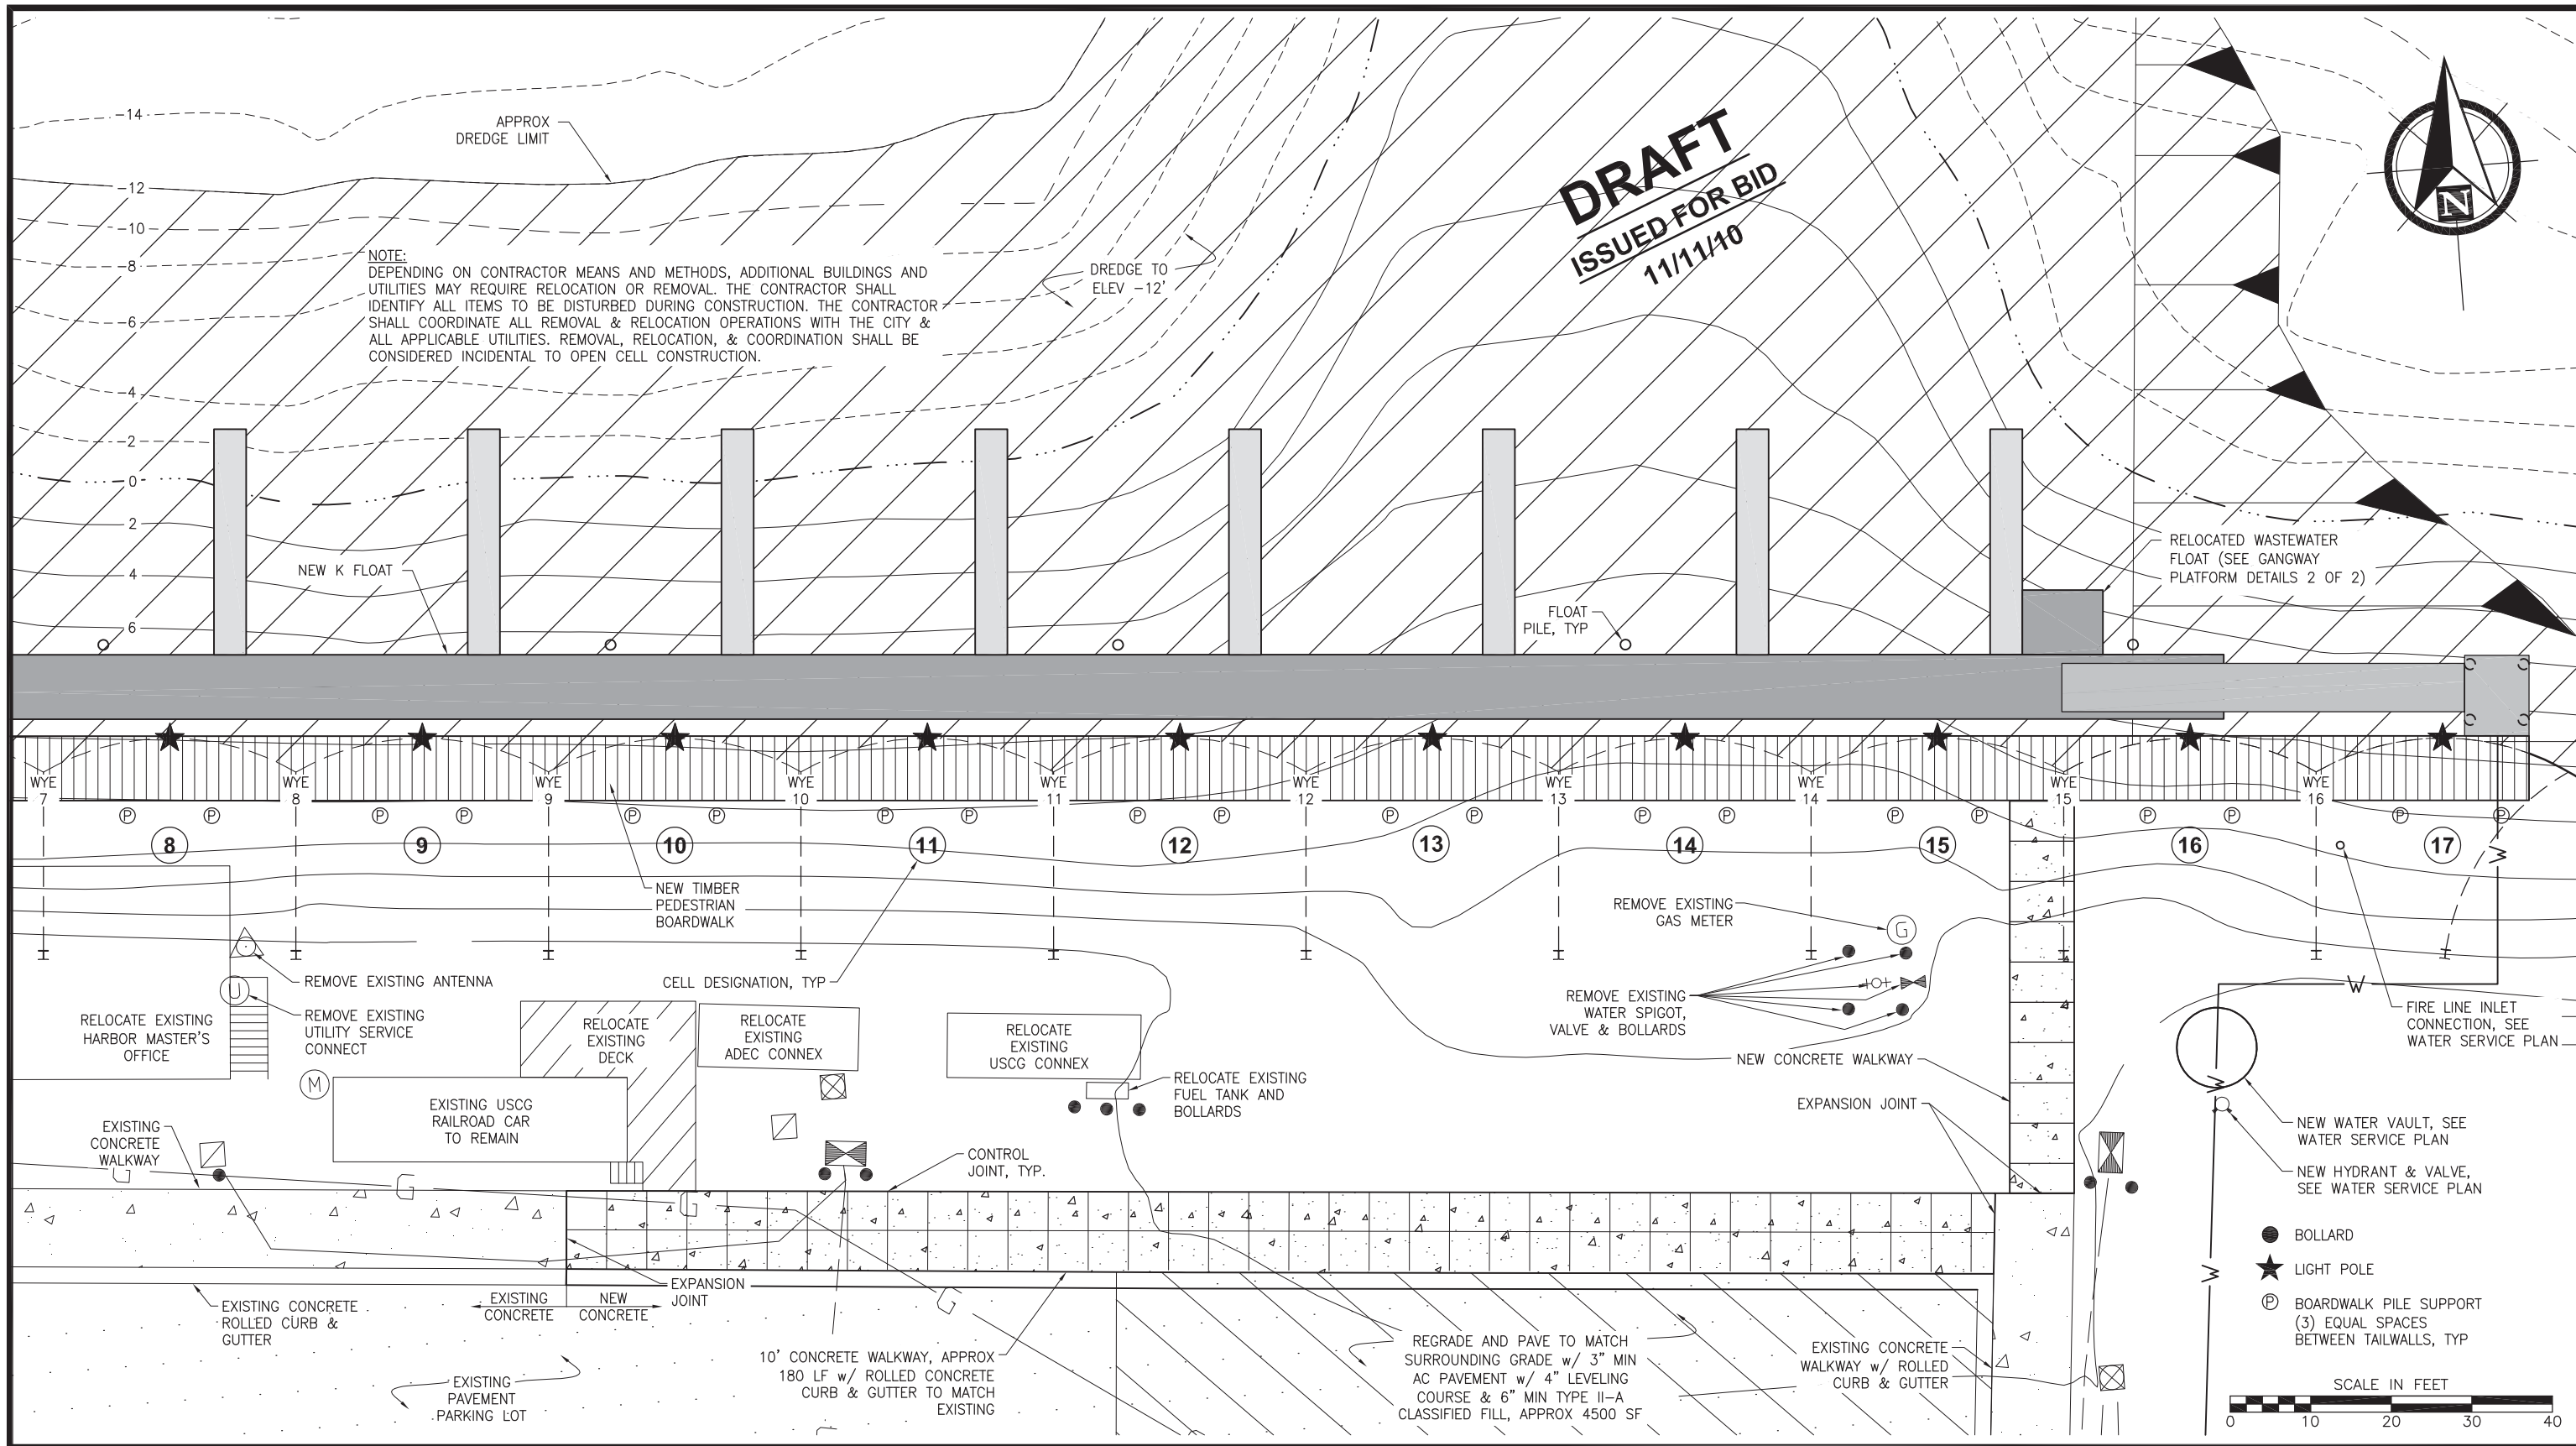 -14
APPROX
DREDGE LIMIT
-12
-10
-8
-6
-4
-2
0
2
4
6
NOTE:
DEPENDING ON CONTRACTOR MEANS AND METHODS, ADDITIONAL BUILDINGS AND
UTILITIES MAY REQUIRE RELOCATION OR REMOVAL. THE CONTRACTOR SHALL
IDENTIFY ALL ITEMS TO BE DISTURBED DURING CONSTRUCTION. THE CONTRACTOR
SHALL COORDINATE ALL REMOVAL & RELOCATION OPERATIONS WITH THE CITY &
ALL APPLICABLE UTILITIES. REMOVAL, RELOCATION, & COORDINATION SHALL BE
CONSIDERED INCIDENTAL TO OPEN CELL CONSTRUCTION.
DREDGE TO
ELEV -12'
DRAFT
ISSUED FOR BID
11/11/10
N
NEW K FLOAT
FLOAT
PILE, TYP
RELOCATED WASTEWATER
FLOAT (SEE GANGWAY
PLATFORM DETAILS 2 OF 2)
WYE
7
WYE
8
WYE
9
WYE
10
WYE
11
WYE
12
WYE
13
WYE
14
WYE
15
WYE
16
P P P P P P P P P P P P P P P P P P P P
8
9
10
11
12
13
14
15
16
17
NEW TIMBER
PEDESTRIAN
BOARDWALK
CELL DESIGNATION, TYP
REMOVE EXISTING
GAS METER
G
REMOVE EXISTING
WATER SPIGOT,
VALVE & BOLLARDS
W
W
FIRE LINE INLET
CONNECTION, SEE
WATER SERVICE PLAN
REMOVE EXISTING ANTENNA
U
REMOVE EXISTING
UTILITY SERVICE
CONNECT
RELOCATE EXISTING
HARBOR MASTER'S
OFFICE
RELOCATE
EXISTING
DECK
RELOCATE
EXISTING
ADEC CONNEX
RELOCATE
EXISTING
USCG CONNEX
NEW CONCRETE WALKWAY
M
EXISTING USCG
RAILROAD CAR
TO REMAIN
RELOCATE EXISTING
FUEL TANK AND
BOLLARDS
EXPANSION JOINT
W
NEW WATER VAULT, SEE
WATER SERVICE PLAN
NEW HYDRANT & VALVE,
SEE WATER SERVICE PLAN
EXISTING
CONCRETE
WALKWAY
G
G
G
CONTROL
JOINT, TYP.
BOLLARD
LIGHT POLE
P
BOARDWALK PILE SUPPORT
(3) EQUAL SPACES
BETWEEN TAILWALLS, TYP
W
EXPANSION
JOINT
G
EXISTING
CONCRETE
NEW
CONCRETE
EXISTING CONCRETE
ROLLED CURB &
GUTTER
EXISTING
PAVEMENT
PARKING LOT
10' CONCRETE WALKWAY, APPROX
180 LF w/ ROLLED CONCRETE
CURB & GUTTER TO MATCH
EXISTING
REGRADE AND PAVE TO MATCH
SURROUNDING GRADE w/ 3" MIN
AC PAVEMENT w/ 4" LEVELING
COURSE & 6" MIN TYPE II-A
CLASSIFIED FILL, APPROX 4500 SF
EXISTING CONCRETE
WALKWAY w/ ROLLED
CURB & GUTTER
SCALE IN FEET
0 10 20 30 40